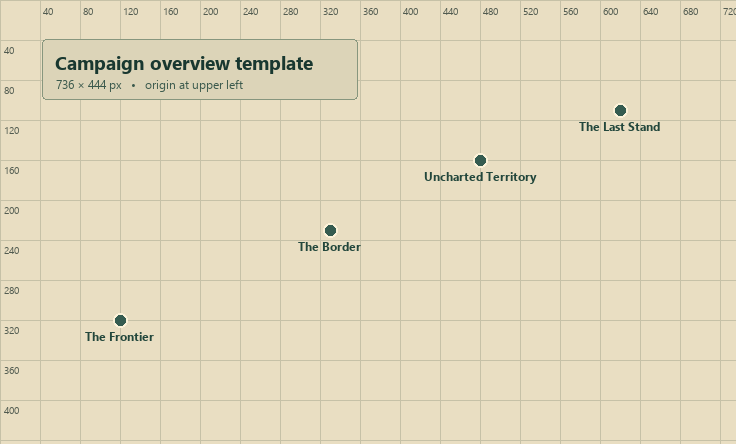 40 80 120 160 200 240 280 320 360 400 440 480 520 560 600 640 680 720
40
Campaign overview template
80
736 × 444 px • origin at upper left
120
The Last Stand
160
Uncharted Territory
200
240
The Border
280
320
The Frontier
360
400